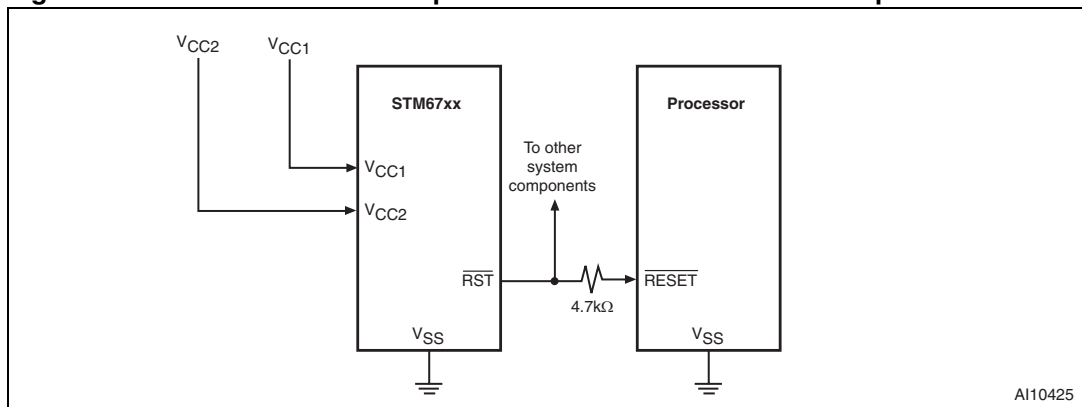 VCC2
VCC1
STM67xx
Processor
To other
system
components
VCC1
VCC2
RST
RESET
4.7kΩ
VSS
VSS
AI10425